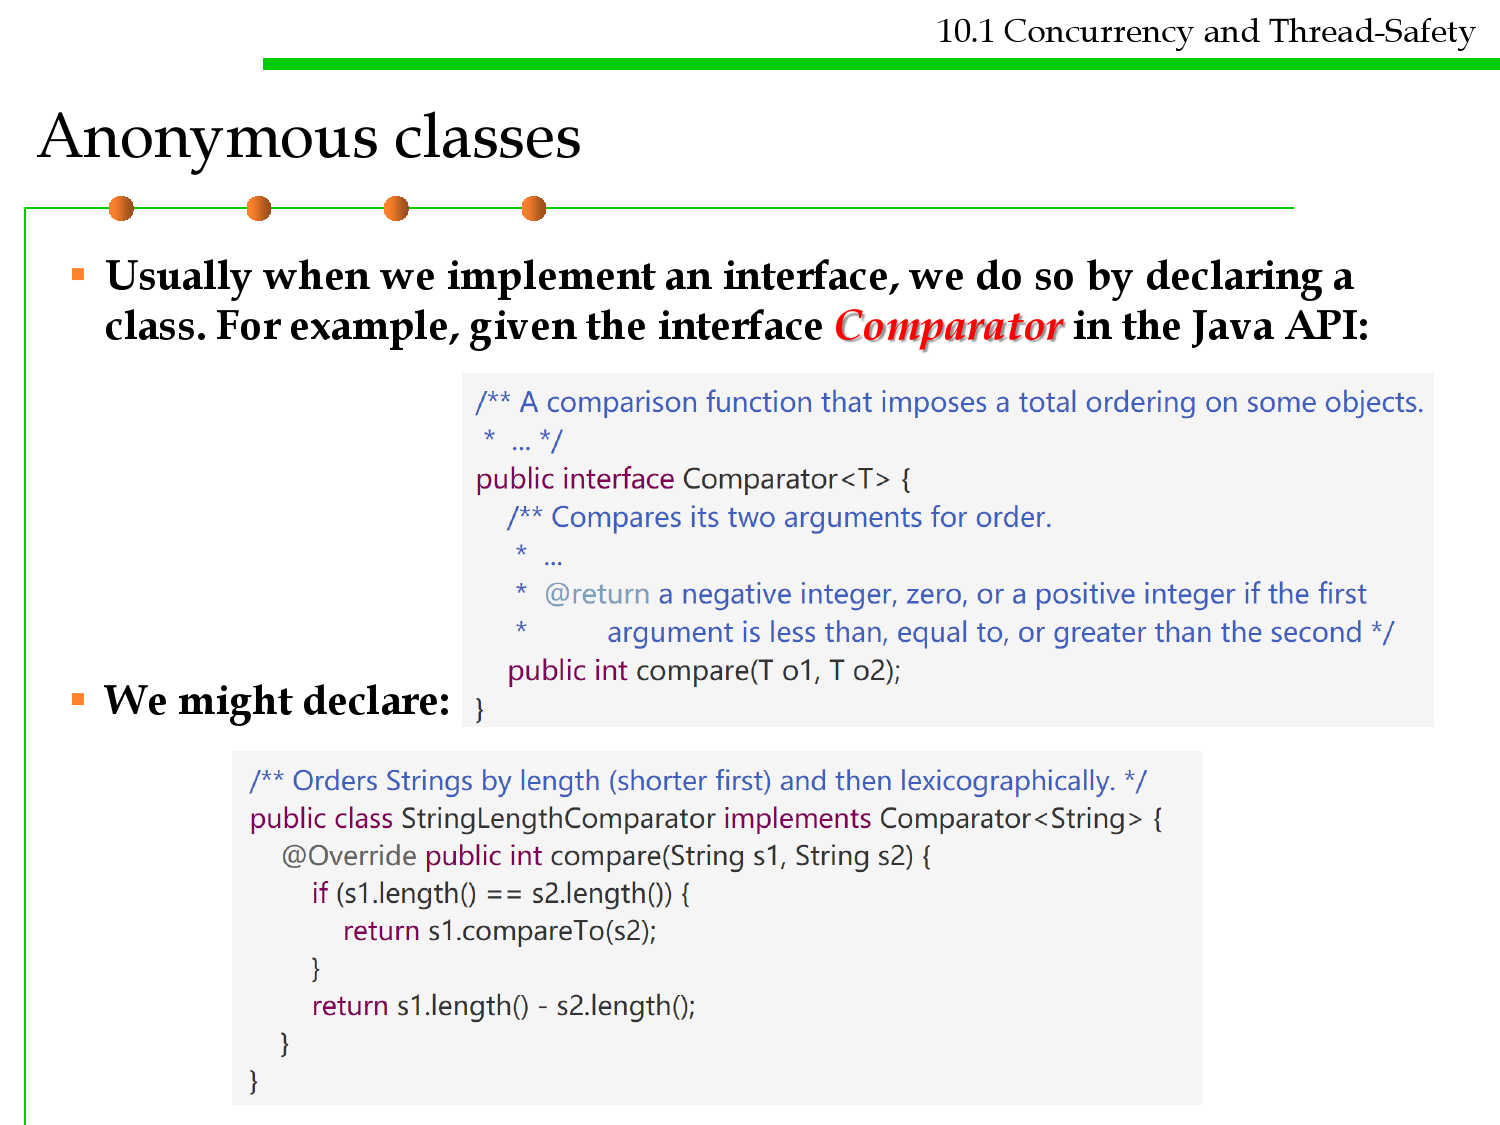 10.1 Concurrency and Thread-Safety
Anonymous classes
Usually when we implement an interface, we do so by declaring a
class. For example, given the interface Comparator in the Java API:
/** A comparison function that imposes a total ordering on some objects.
 *  ... */
public interface Comparator<T> {
    /** Compares its two arguments for order.
     *  ...
     *  @return a negative integer, zero, or a positive integer if the first
     *          argument is less than, equal to, or greater than the second */
    public int compare(T o1, T o2);
}
We might declare:
/** Orders Strings by length (shorter first) and then lexicographically. */
public class StringLengthComparator implements Comparator<String> {
    @Override public int compare(String s1, String s2) {
        if (s1.length() == s2.length()) {
            return s1.compareTo(s2);
        }
        return s1.length() - s2.length();
    }
}